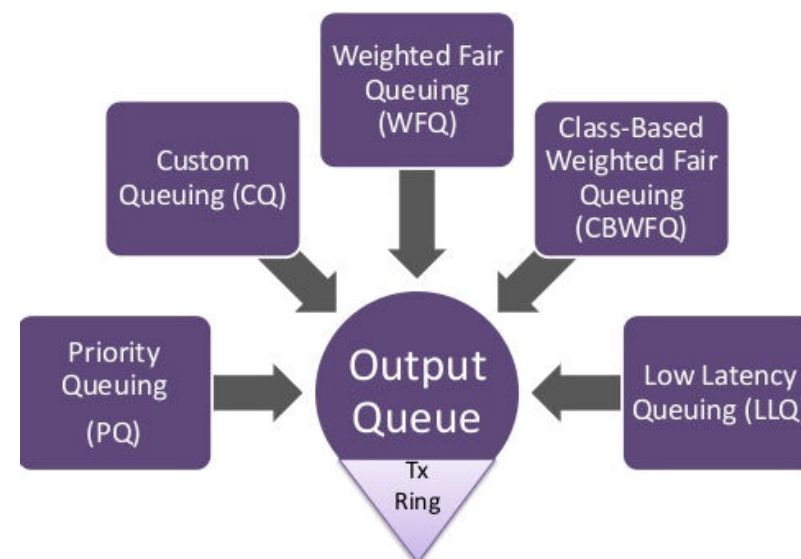 Weighted Fair
Queuing
(WFQ)
Custom
Queuing (CQ)
Class-Based
Weighted Fair
Queuing
(CBWFQ)
Priority
Queuing
(PQ)
Output
Queue
Low Latency
Queuing (LLQ
Tx
Ring